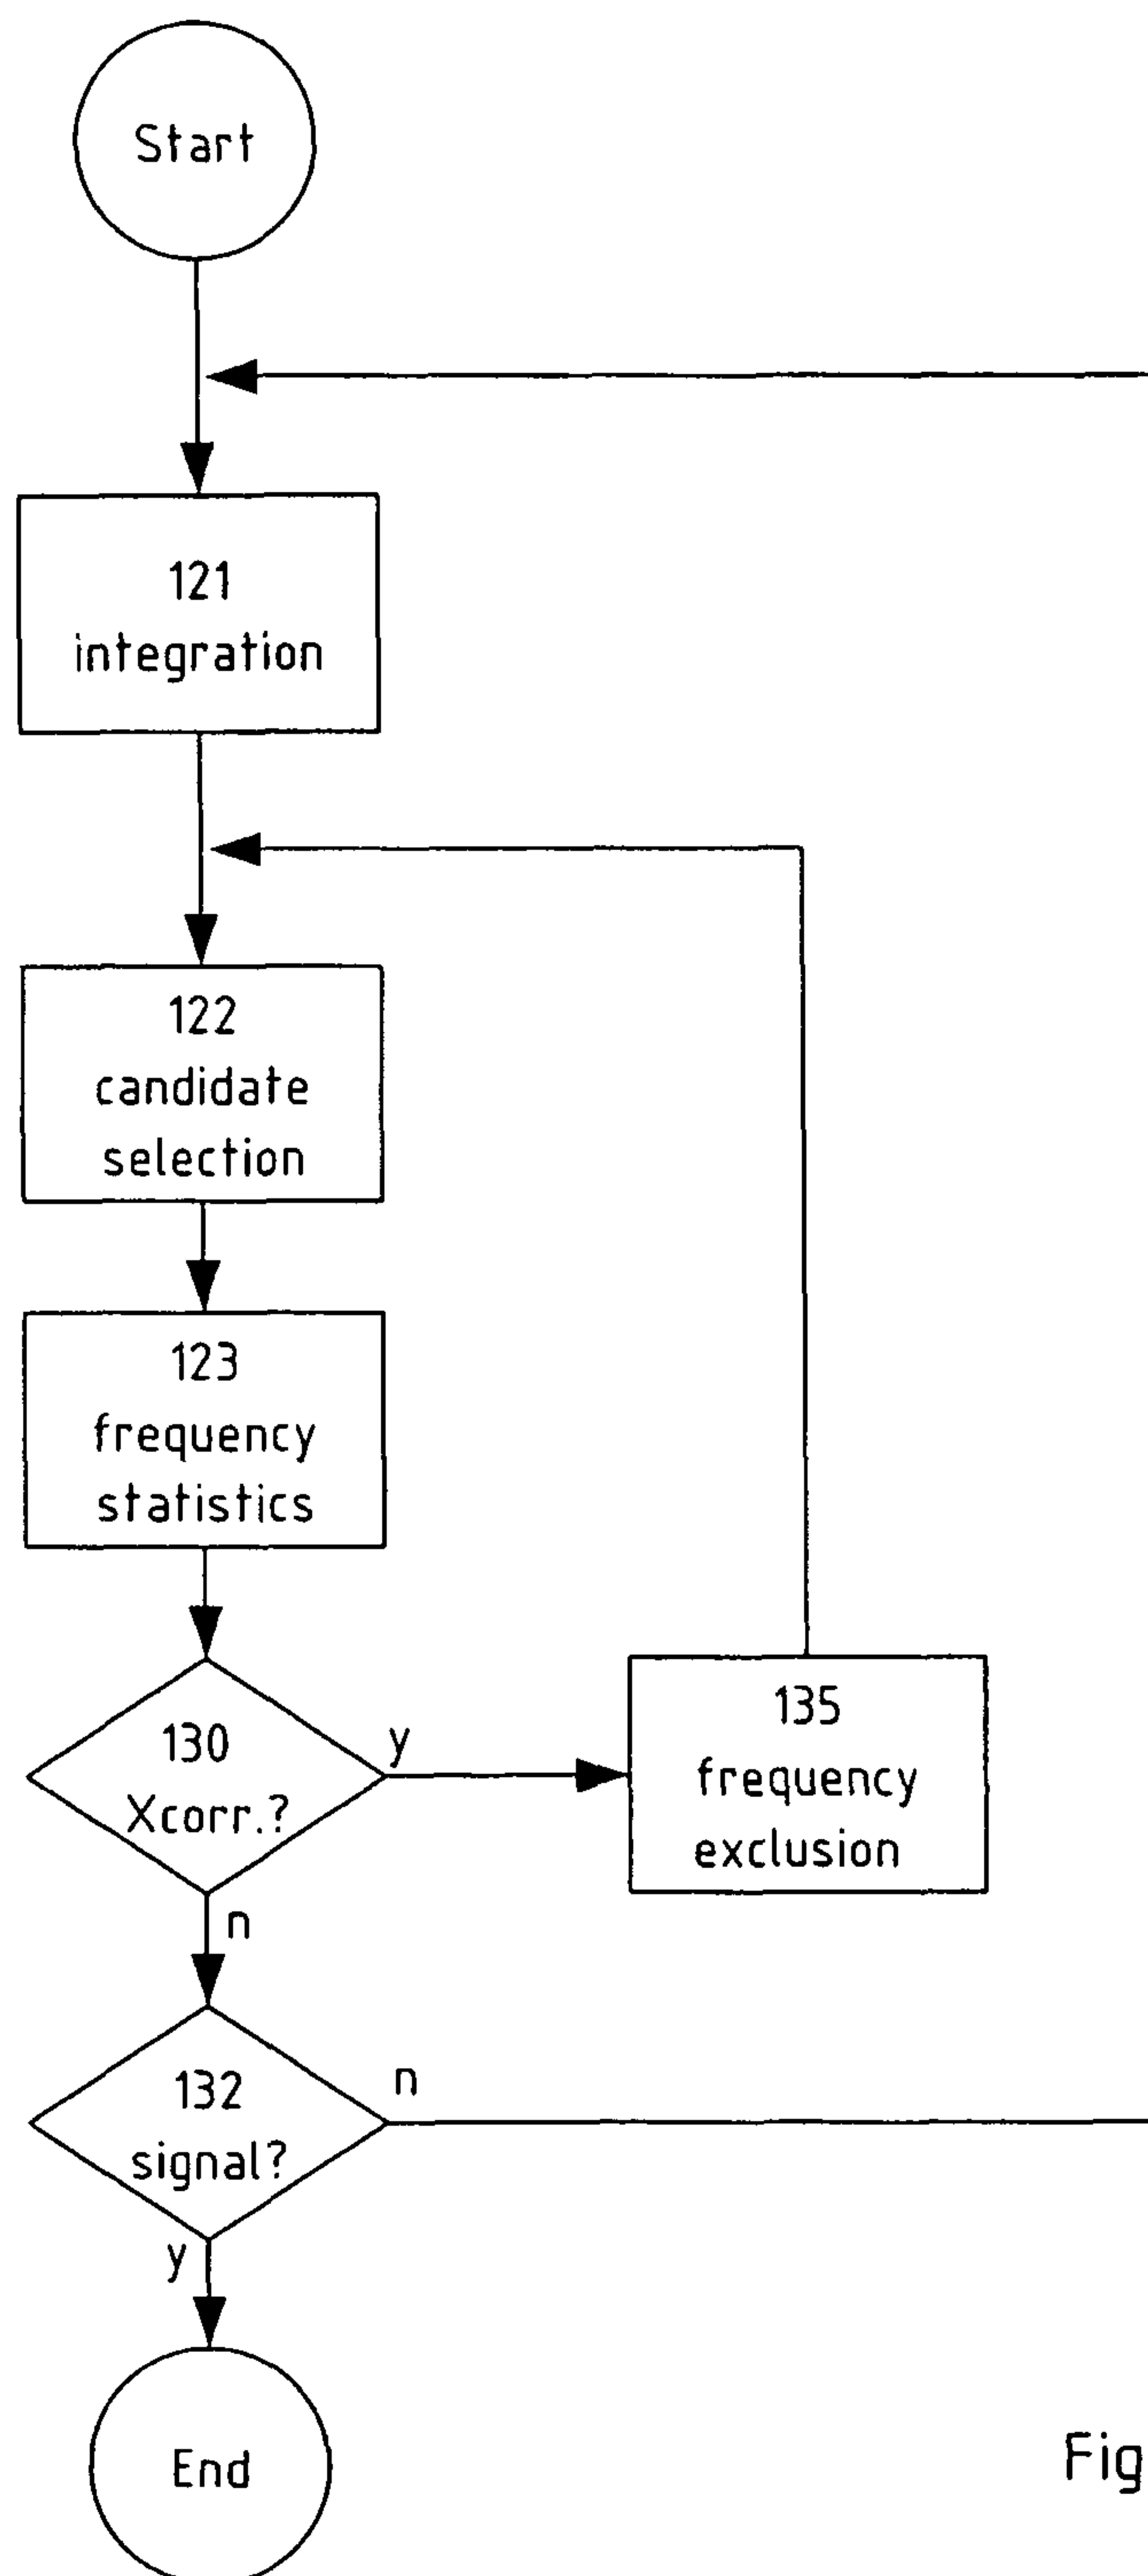 Start
121
integration
122
candidate
selection
123
frequency
statistics
130
Xcorr.?
y
135
frequency
exclusion
n
132
signal?
n
y
End
Fig